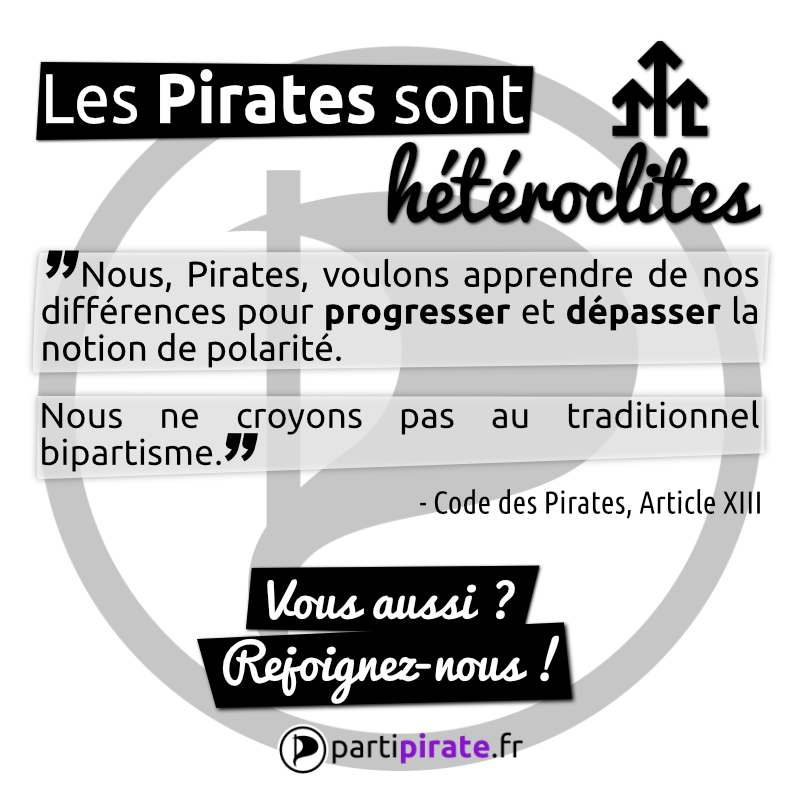 Les Pirates sont
hétéroclites
❞Nous, Pirates, voulons apprendre de nos
différences pour progresser et dépasser la
notion de polarité.
Nous ne croyons pas au traditionnel
bipartisme.❞
- Code des Pirates, Article XIII
Vous aussi ?
Rejoignez-nous !
partipirate.fr